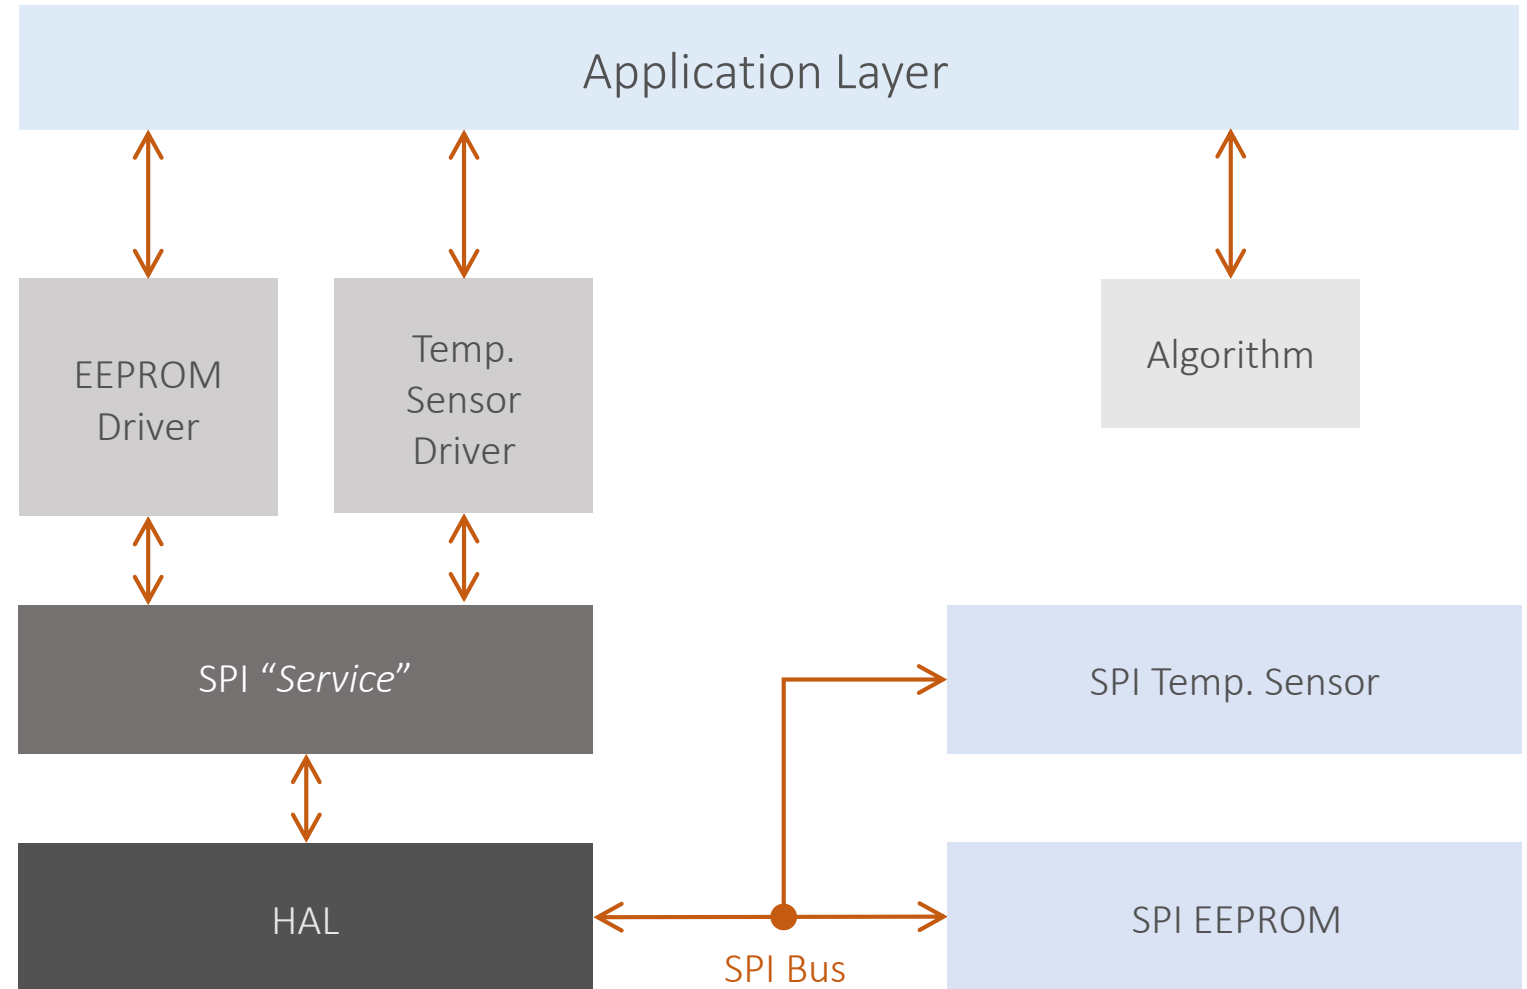 Application Layer
EEPROM
Driver
Temp.
Sensor
Driver
Algorithm
SPI “Service”
SPI Temp. Sensor
HAL
SPI Bus
SPI EEPROM